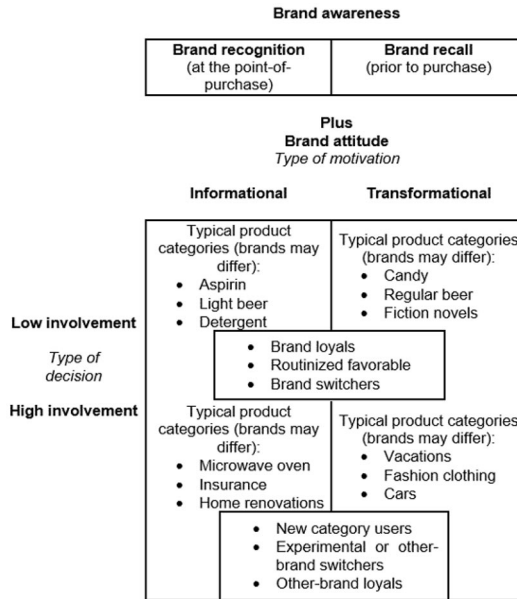 Brand awareness
Brand recognition
(at the point-of-
purchase)
Brand recall
(prior to purchase)
Plus
Brand attitude
Type of motivation
Informational
Transformational
Typical product
categories (brands may
differ):
• Aspirin
• Light beer
• Detergent
Typical product categories
(brands may differ):
• Candy
• Regular beer
• Fiction novels
Low involvement
Type of
decision
High involvement
• Brand loyals
• Routinized favorable
• Brand switchers
Typical product
categories (brands may
differ):
• Microwave oven
• Insurance
• Home renovations
Typical product categories
(brands may differ):
• Vacations
• Fashion clothing
• Cars
• New category users
• Experimental or other-
brand switchers
• Other-brand loyals